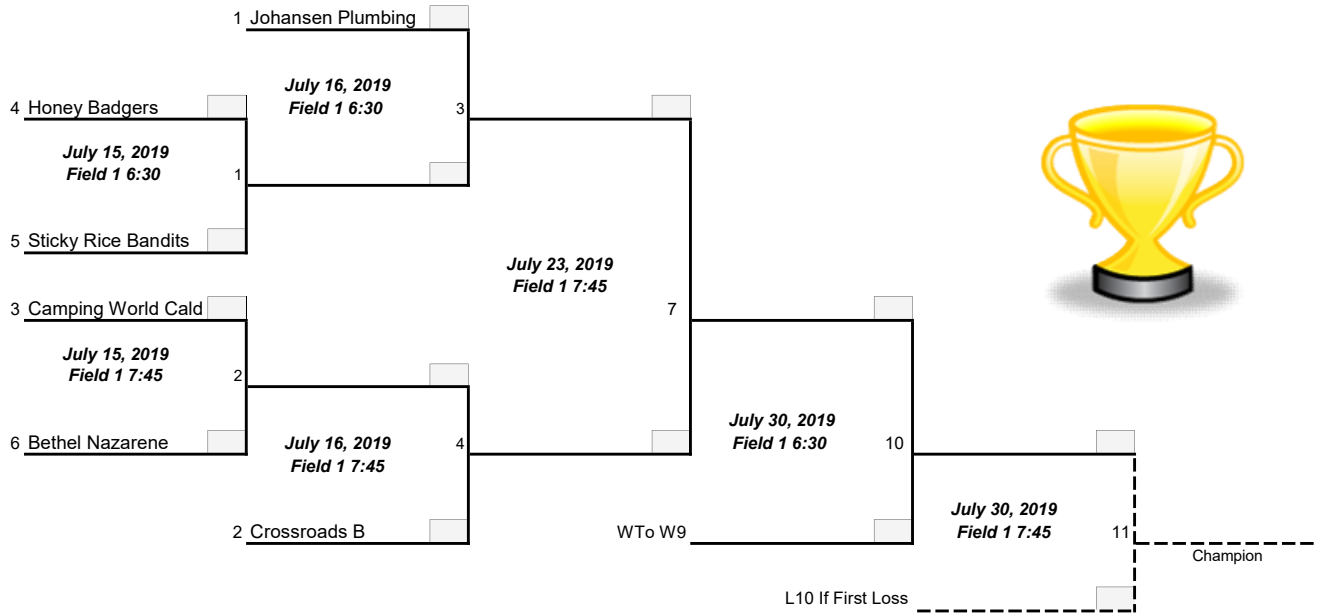 1 Johansen Plumbing
July 16, 2019
Field 1 6:30
3
4 Honey Badgers
July 15, 2019
Field 1 6:30
1
5 Sticky Rice Bandits
July 23, 2019
Field 1 7:45
7
3 Camping World Cald
July 15, 2019
Field 1 7:45
2
6 Bethel Nazarene
July 16, 2019
Field 1 7:45
4
2 Crossroads B
July 30, 2019
Field 1 6:30
10
WTo W9
July 30, 2019
Field 1 7:45
11
Champion
L10 If First Loss